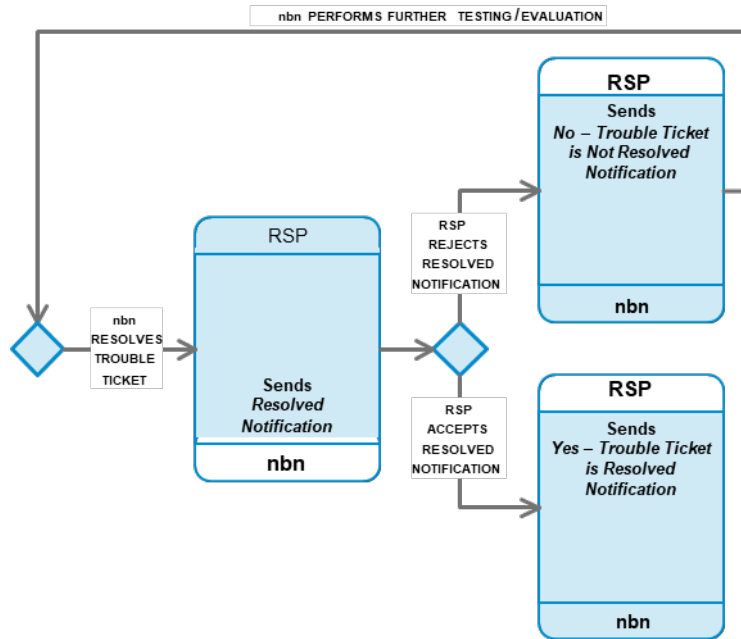 nbn PERFORMS FURTHER TESTING/EVALUATION
RSP
Sends
No – Trouble Ticket
is Not Resolved
Notification
nbn
RSP
REJECTS
RESOLVED
NOTIFICATION
RSP
Sends
Resolved
Notification
nbn
nbn
RESOLVES
TROUBLE
TICKET
RSP
ACCEPTS
RESOLVED
NOTIFICATION
RSP
Sends
Yes – Trouble Ticket
is Resolved
Notification
nbn